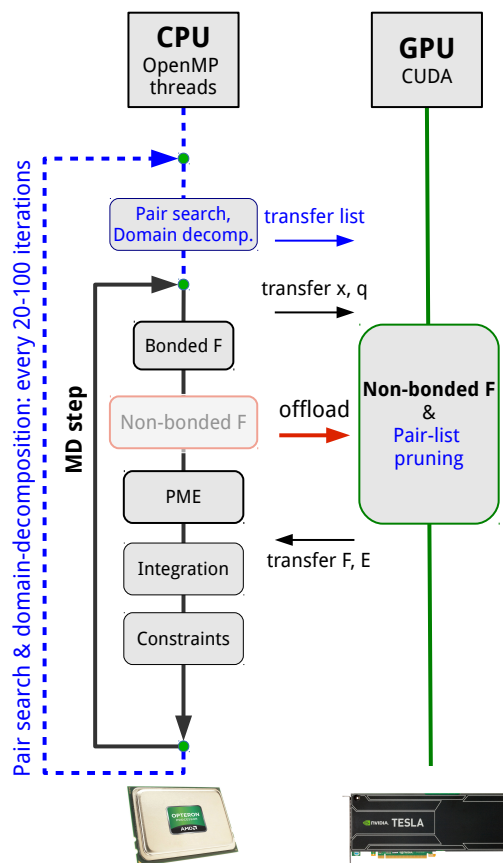 CPU
OpenMP
threads
GPU
CUDA
Pair search & domain-decomposition: every 20-100 iterations
Pair search,
Domain decomp.
transfer list
MD step
transfer x, q
Bonded F
Non-bonded F
offload
Non-bonded F
&
Pair-list
pruning
PME
transfer F, E
Integration
Constraints
OPTERON
AMD
NVIDIA.
TESLA